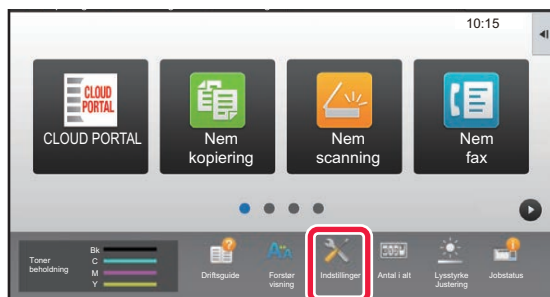 10:15
CLOUD
PORTAL
CLOUD PORTAL
Nem
kopiering
Nem
scanning
Nem
fax
Toner
beholdning
Bk
C
M
Y
Driftsguide
Forstør
visning
Indstillinger
Antal i alt
Lysstyrke
Justering
Jobstatus